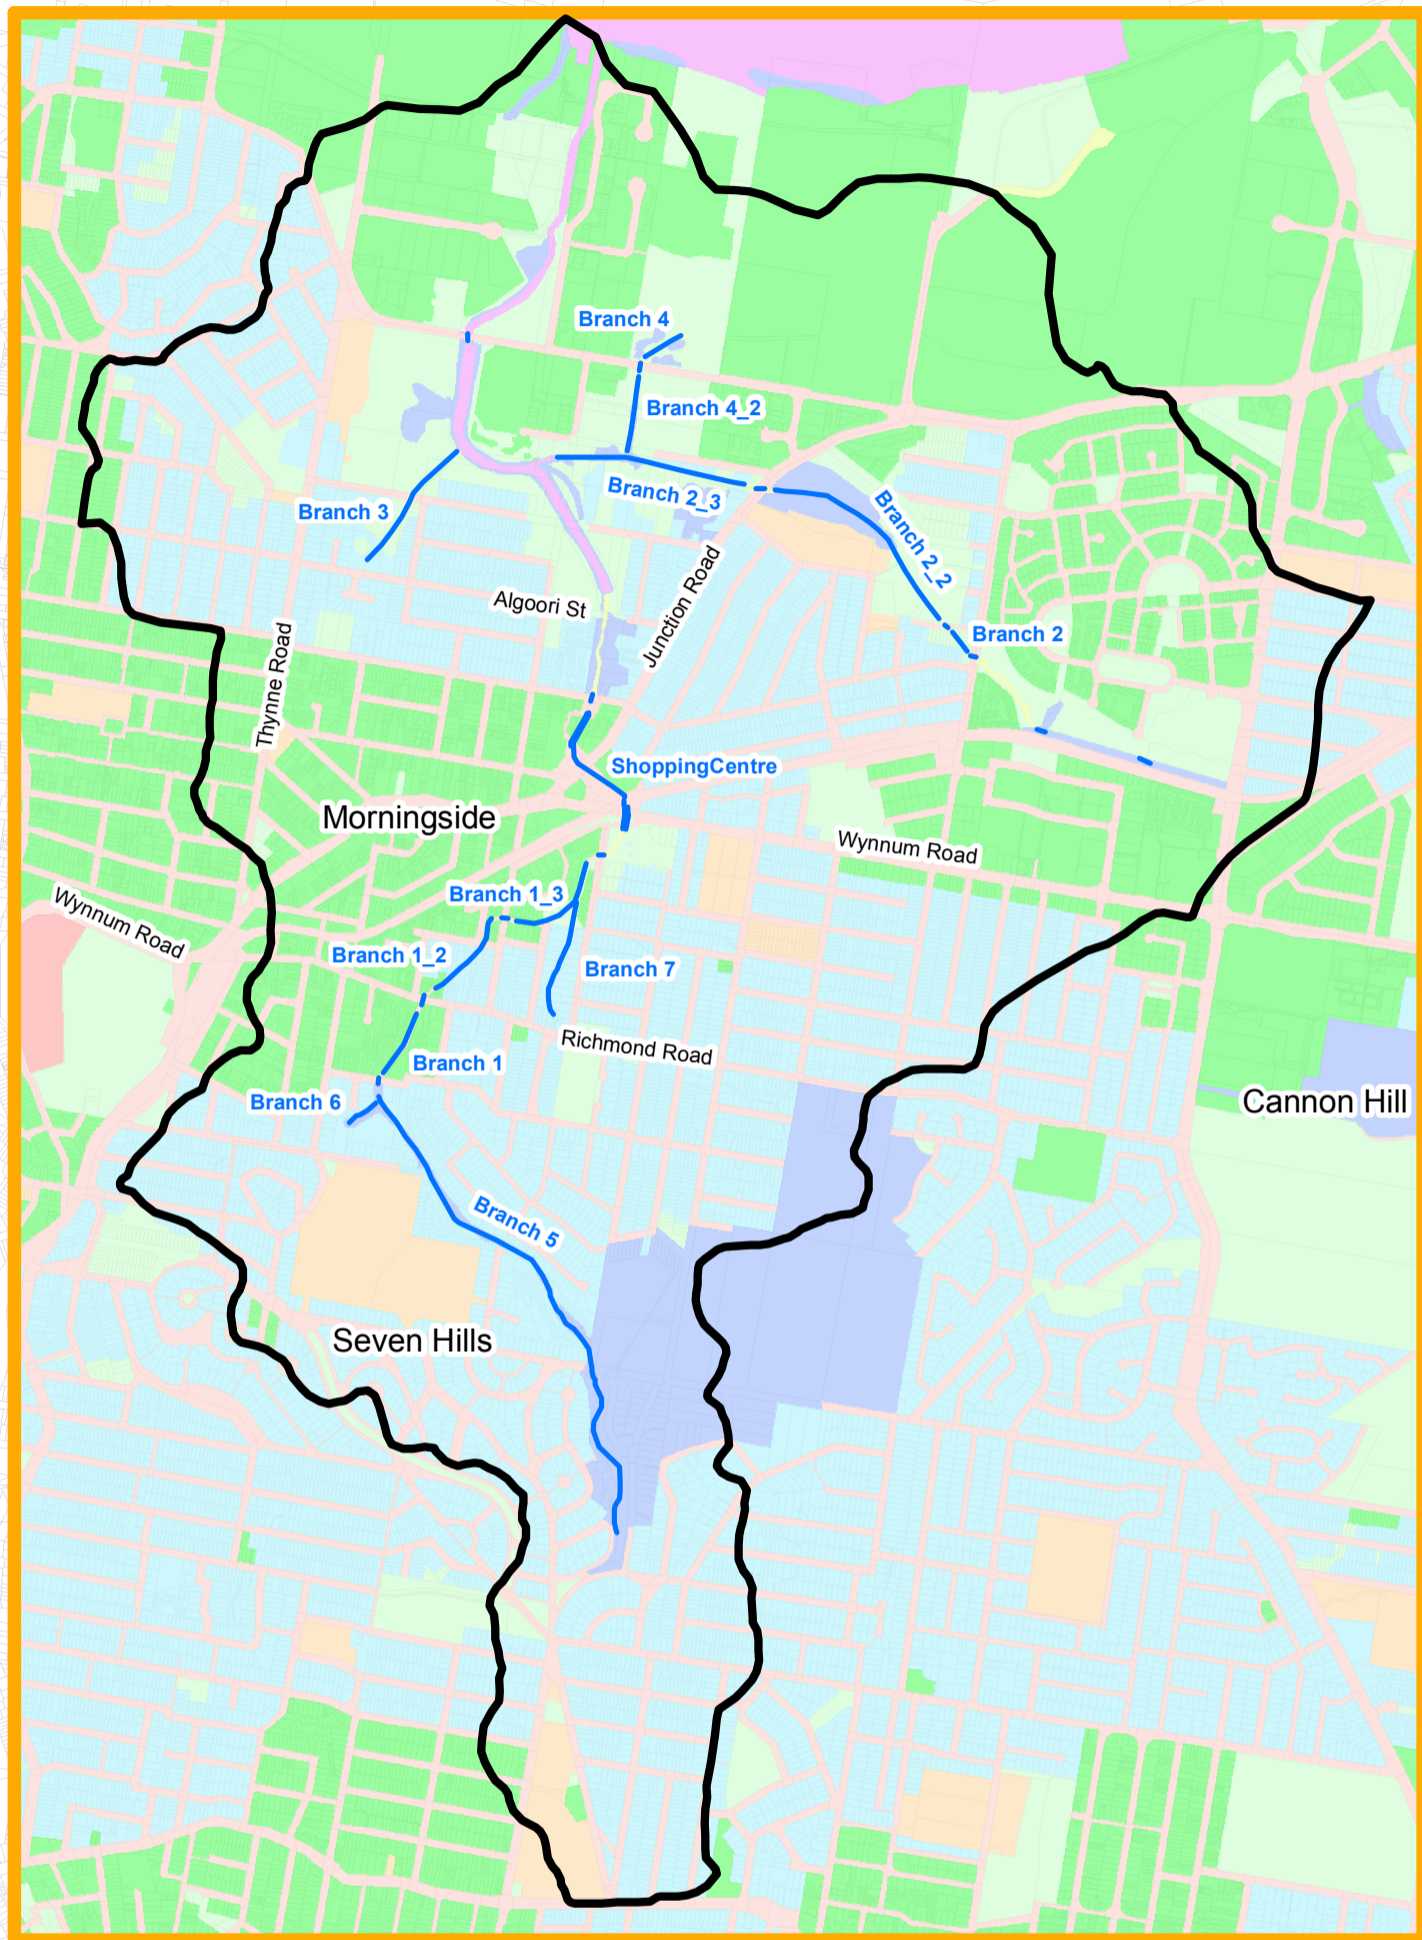 Branch 4
Branch 4_2
Branch 2_3
Branch 3
Branch 2_2
Algoori St
Junction Road
Branch 2
Thynne Road
ShoppingCentre
Morningside
Wynnum Road
Branch 1_3
Wynnum Road
Branch 1_2
Branch 7
Richmond Road
Branch 1
Branch 6
Cannon Hill
Branch 5
Seven Hills